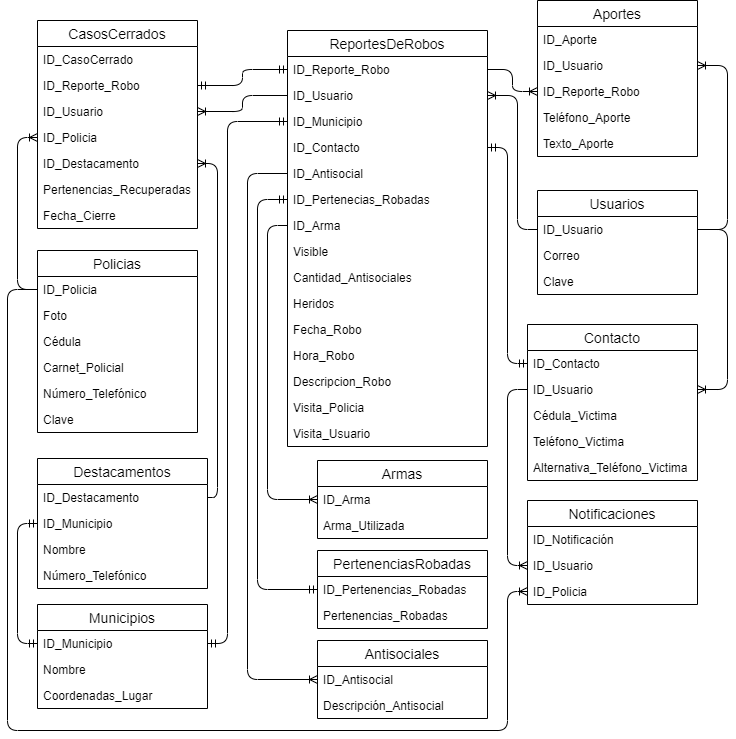 CasosCerrados
ID_CasoCerrado
ID_Reporte_Robo
ID_Usuario
ID_Policia
ID_Destacamento
Pertenencias_Recuperadas
Fecha_Cierre
Policias
ID_Policia
Foto
Cédula
Carnet_Policial
Número_Telefónico
Clave
Destacamentos
ID_Destacamento
ID_Municipio
Nombre
Número_Telefónico
Municipios
ID_Municipio
Nombre
Coordenadas_Lugar
ReportesDeRobos
ID_Reporte_Robo
ID_Usuario
ID_Municipio
ID_Contacto
ID_Antisocial
ID_Pertenecias_Robadas
ID_Arma
Visible
Cantidad_Antisociales
Heridos
Fecha_Robo
Hora_Robo
Descripcion_Robo
Visita_Policia
Visita_Usuario
Armas
ID_Arma
Arma_Utilizada
PertenenciasRobadas
ID_Pertenencias_Robadas
Pertenencias_Robadas
Antisociales
ID_Antisocial
Descripción_Antisocial
Aportes
ID_Aporte
ID_Usuario
ID_Reporte_Robo
Teléfono_Aporte
Texto_Aporte
Usuarios
ID_Usuario
Correo
Clave
Contacto
ID_Contacto
ID_Usuario
Cédula_Victima
Teléfono_Victima
Alternativa_Teléfono_Victima
Notificaciones
ID_Notificación
ID_Usuario
ID_Policia